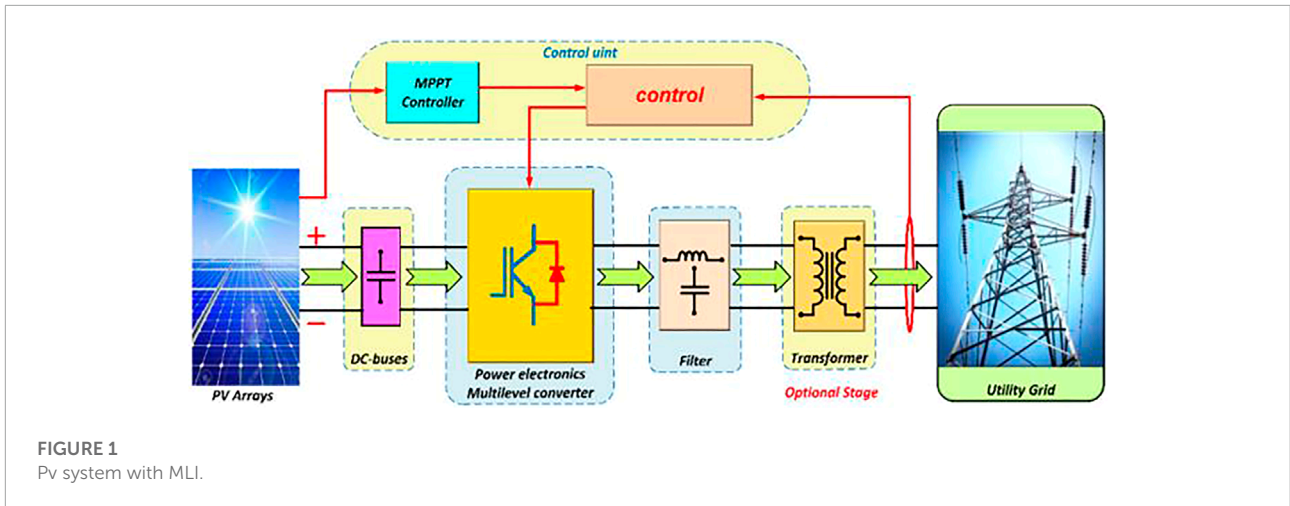 Control uint
MPPT
Controller
control
+
−
PV Arrays
DC-buses
Power electronics
Multilevel converter
Filter
Transformer
Optional Stage
Utility Grid
FIGURE 1
Pv system with MLI.